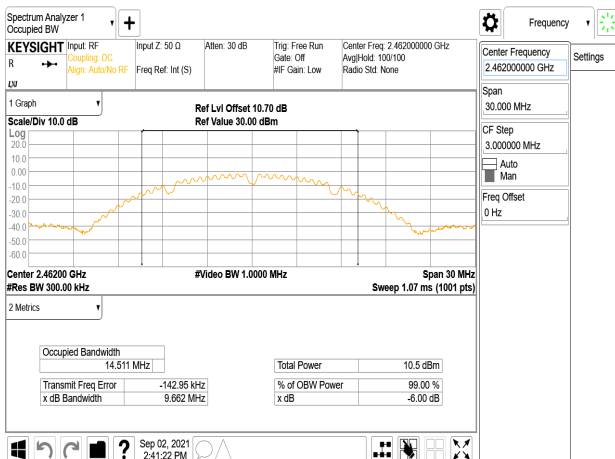 Spectrum Analyzer 1
Occupied BW
KEYSIGHT Input: RF Input Z: 50 Ω Atten: 30 dB Trig: Free Run Center Freq: 2.462000000 GHz
R Coupling: DC Gate: Off Avg|Hold: 100/100
Align: Auto/No RF Freq Ref: Int (S) #IF Gain: Low Radio Std: None
LXI
1 Graph
Ref Lvl Offset 10.70 dB
Scale/Div 10.0 dB Ref Value 30.00 dBm
Log
20.0
10.0
0.00
-10.0
-20.0
-30.0
-40.0
-50.0
-60.0
Center 2.46200 GHz #Video BW 1.0000 MHz Span 30 MHz
#Res BW 300.00 kHz Sweep 1.07 ms (1001 pts)
2 Metrics
Occupied Bandwidth
14.511 MHz Total Power 10.5 dBm
Transmit Freq Error -142.95 kHz % of OBW Power 99.00 %
x dB Bandwidth 9.662 MHz x dB -6.00 dB
Sep 02, 2021
2:41:22 PM
Frequency
Center Frequency
2.462000000 GHz
Settings
Span
30.000 MHz
CF Step
3.000000 MHz
Auto
Man
Freq Offset
0 Hz